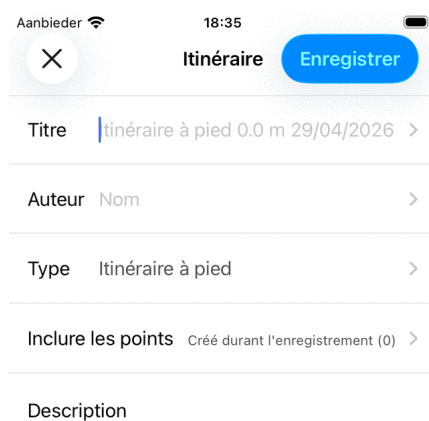 Aanbieder 18:35
Itinéraire Enregistrer
Titre Itinéraire à pied 0.0 m 29/04/2026
Auteur Nom
Type Itinéraire à pied
Inclure les points Créé durant l'enregistrement (0)
Description